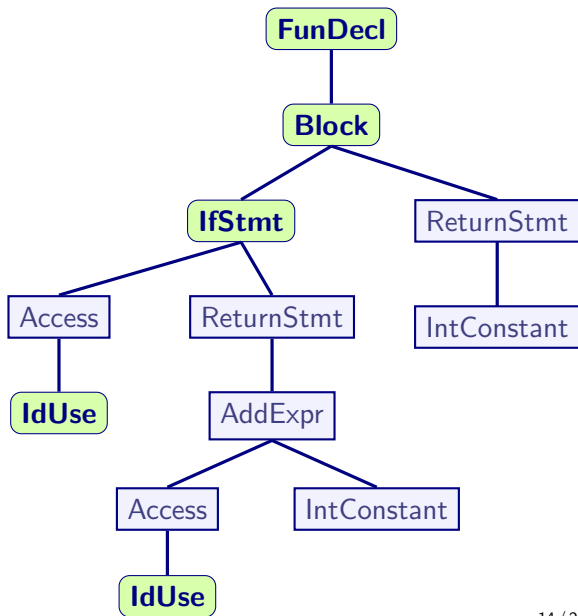 FunDecl
Block
IfStmt
ReturnStmt
Access
ReturnStmt
IntConstant
IdUse
AddExpr
Access
IntConstant
IdUse